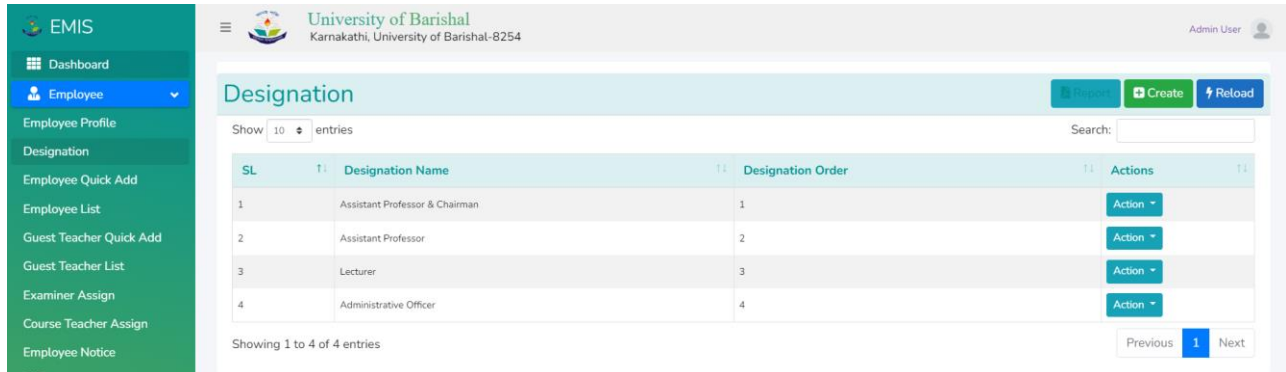 EMIS
University of Barishal
Karnakathi, University of Barishal-8254
Admin User
Dashboard
Employee
Employee Profile
Designation
Employee Quick Add
Employee List
Guest Teacher Quick Add
Guest Teacher List
Examiner Assign
Course Teacher Assign
Employee Notice
Designation
Report
Create
Reload
Show 10 entries
Search:
SL Designation Name Designation Order Actions
1 Assistant Professor & Chairman 1 Action
2 Assistant Professor 2 Action
3 Lecturer 3 Action
4 Administrative Officer 4 Action
Showing 1 to 4 of 4 entries
Previous 1 Next